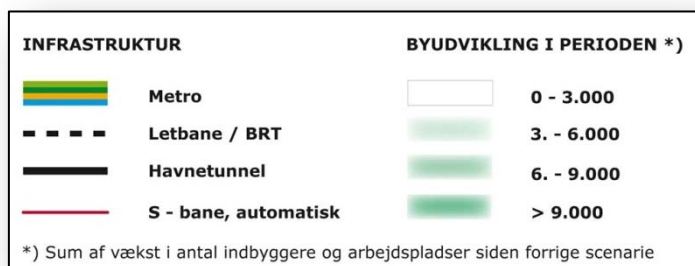 INFRASTRUKTUR
BYUDVIKLING I PERIODEN *)
Metro
0 - 3.000
Letbane / BRT
3. - 6.000
Havnetunnel
6. - 9.000
S - bane, automatisk
> 9.000
*) Sum af vækst i antal indbyggere og arbejdspladser siden forrige scenarie